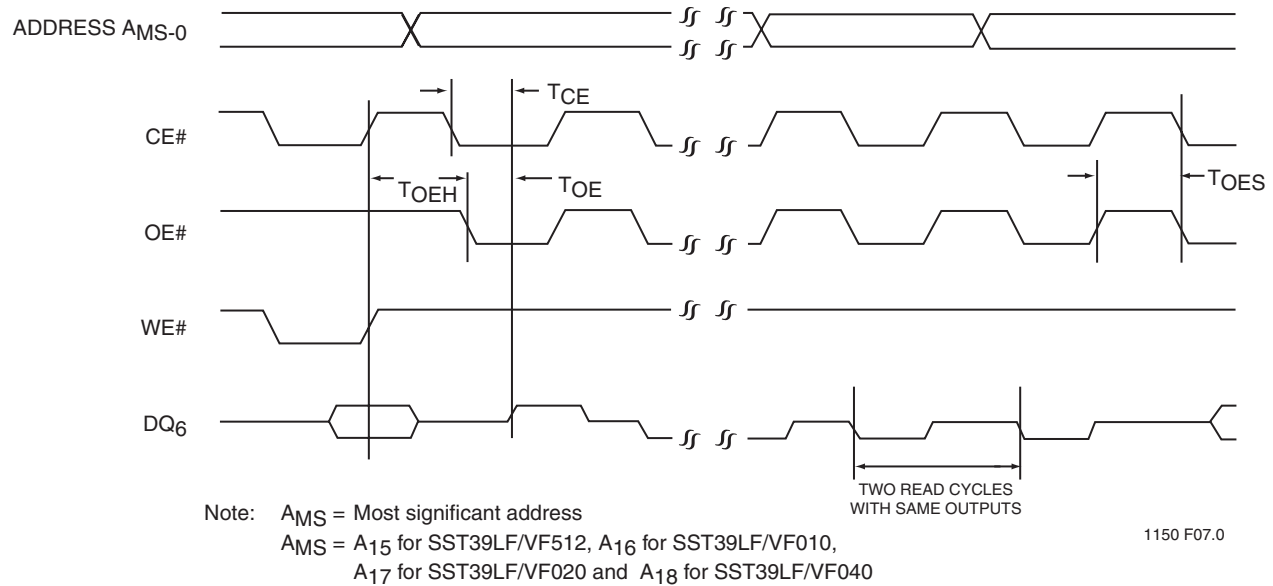 ADDRESS AMS-0
TCE
CE#
TOEH
TOE
TOES
OE#
WE#
DQ6
TWO READ CYCLES
WITH SAME OUTPUTS
Note: AMS = Most significant address
1150 F07.0
AMS = A15 for SST39LF/VF512, A16 for SST39LF/VF010,
A17 for SST39LF/VF020 and A18 for SST39LF/VF040